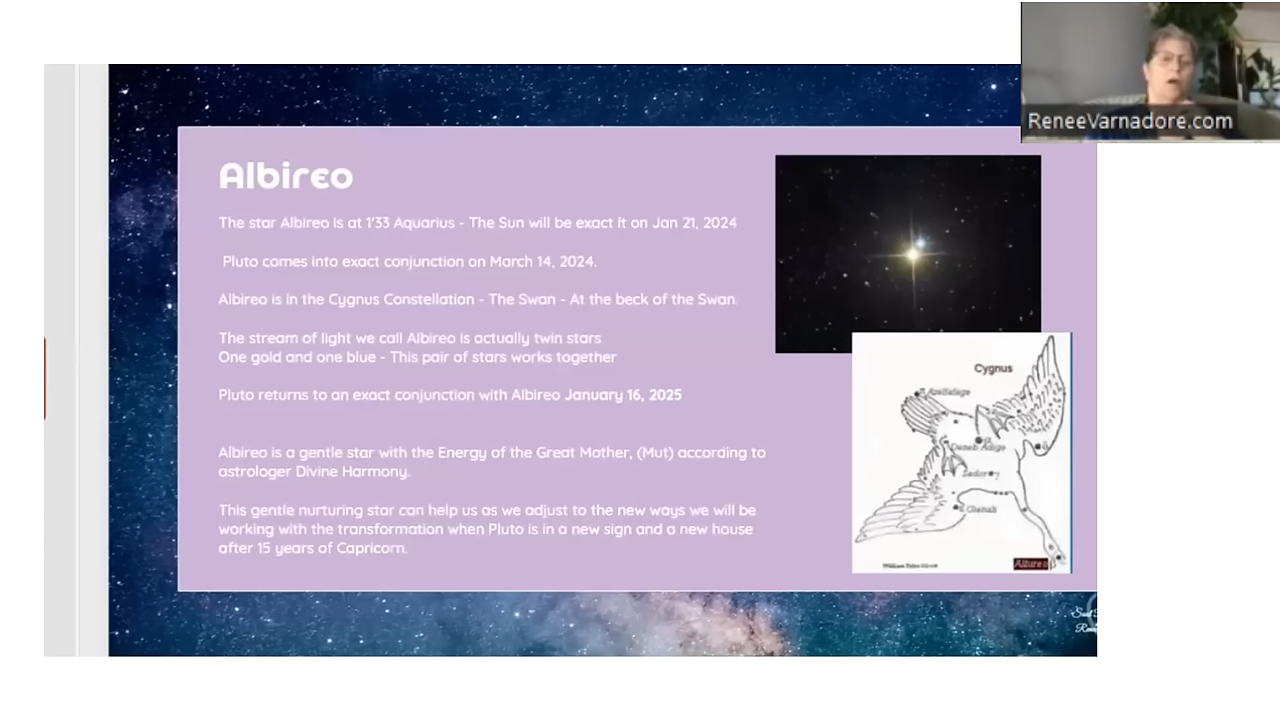 ReneeVarnadore.com
Albireo
The star Albireo is at 1'33 Aquarius - The Sun will be exact it on Jan 21, 2024
Pluto comes into exact conjunction on March 14, 2024.
Albireo is in the Cygnus Constellation - The Swan - At the beck of the Swan.
The stream of light we call Albireo is actually twin stars
One gold and one blue - This pair of stars works together
Pluto returns to an exact conjunction with Albireo January 16, 2025
Albireo is a gentle star with the Energy of the Great Mother, (Mut) according to
astrologer Divine Harmony.
This gentle nurturing star can help us as we adjust to the new ways we will be
working with the transformation when Pluto is in a new sign and a new house
after 15 years of Capricorn.
Cygnus
Azelfafage
Deneb Adige
Gienah
Albireo